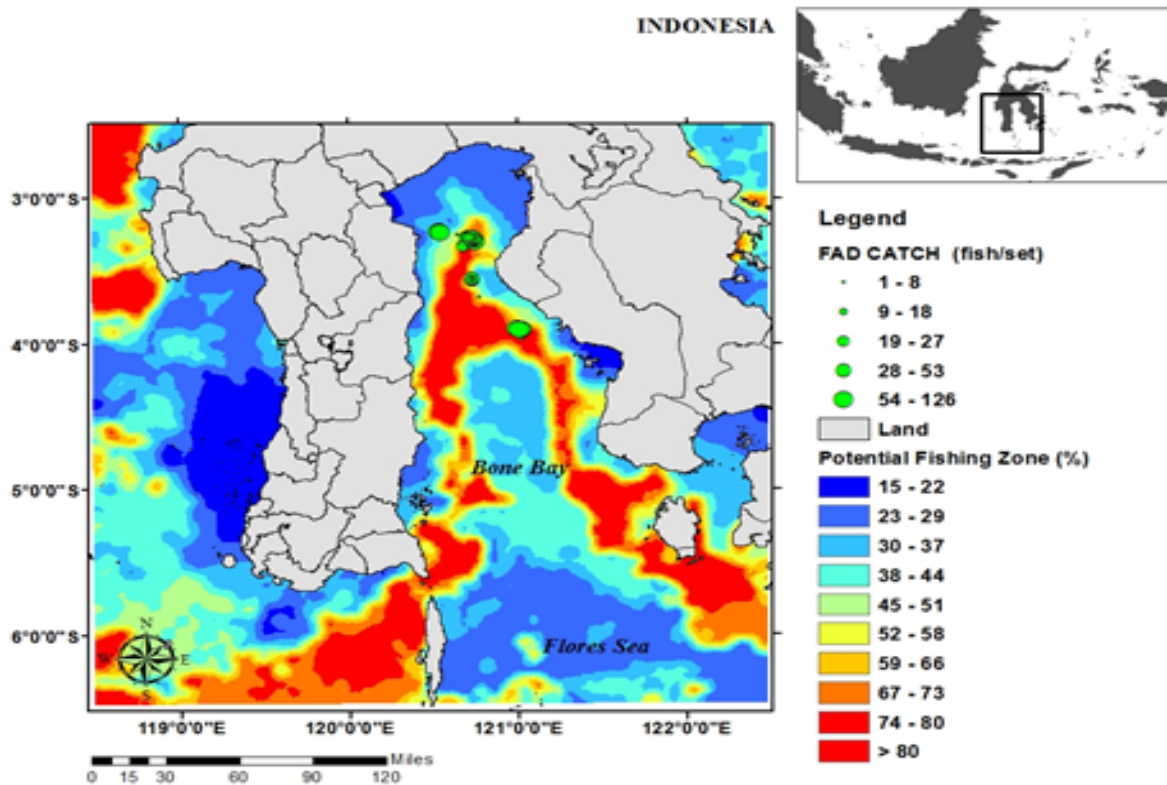 INDONESIA
3°0'0"S
4°0'0"S
5°0'0"S
6°0'0"S
Bone Bay
Flores Sea
N
W
E
S
119°0'0"E
120°0'0"E
121°0'0"E
122°0'0"E
Miles
0 15 30 60 90 120
Legend
FAD CATCH (fish/set)
1 - 8
9 - 18
19 - 27
28 - 53
54 - 126
Land
Potential Fishing Zone (%)
15 - 22
23 - 29
30 - 37
38 - 44
45 - 51
52 - 58
59 - 66
67 - 73
74 - 80
> 80